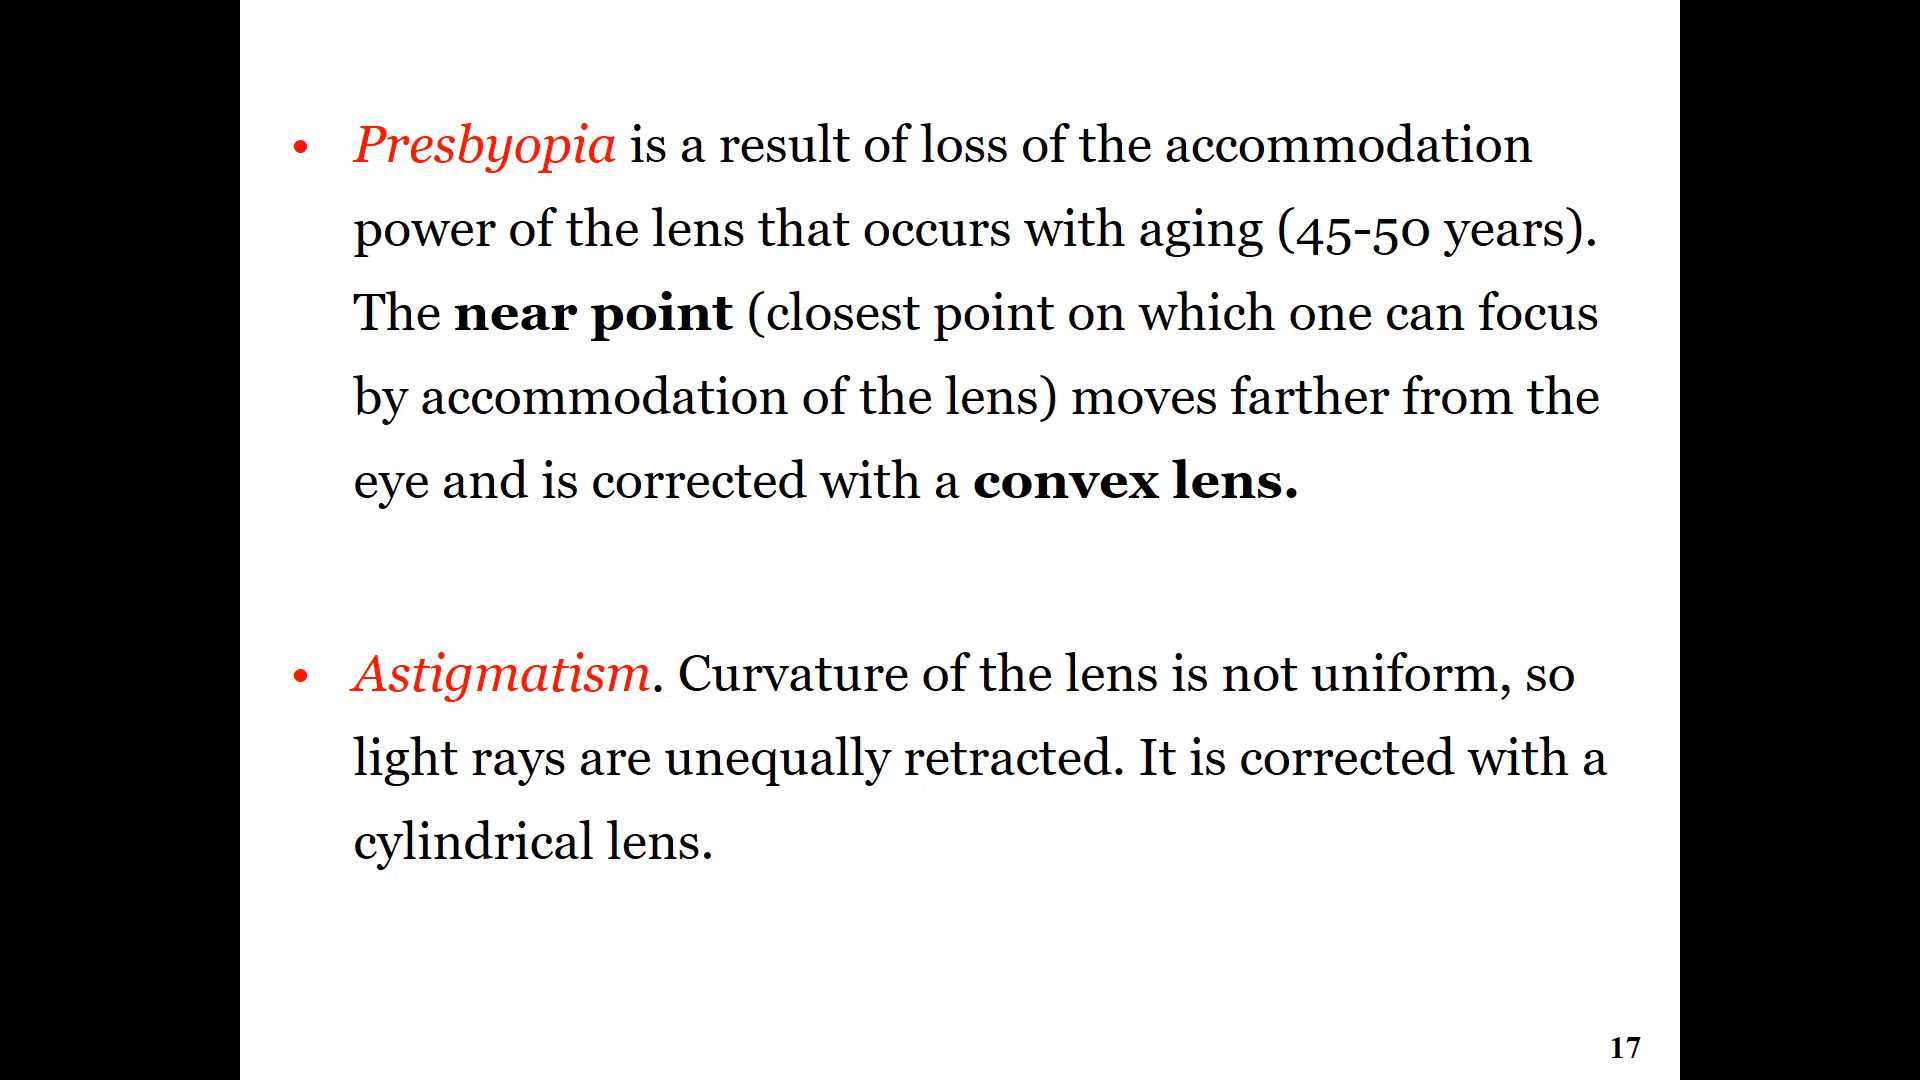 • Presbyopia is a result of loss of the accommodation
power of the lens that occurs with aging (45-50 years).
The near point (closest point on which one can focus
by accommodation of the lens) moves farther from the
eye and is corrected with a convex lens.
• Astigmatism. Curvature of the lens is not uniform, so
light rays are unequally retracted. It is corrected with a
cylindrical lens.
17